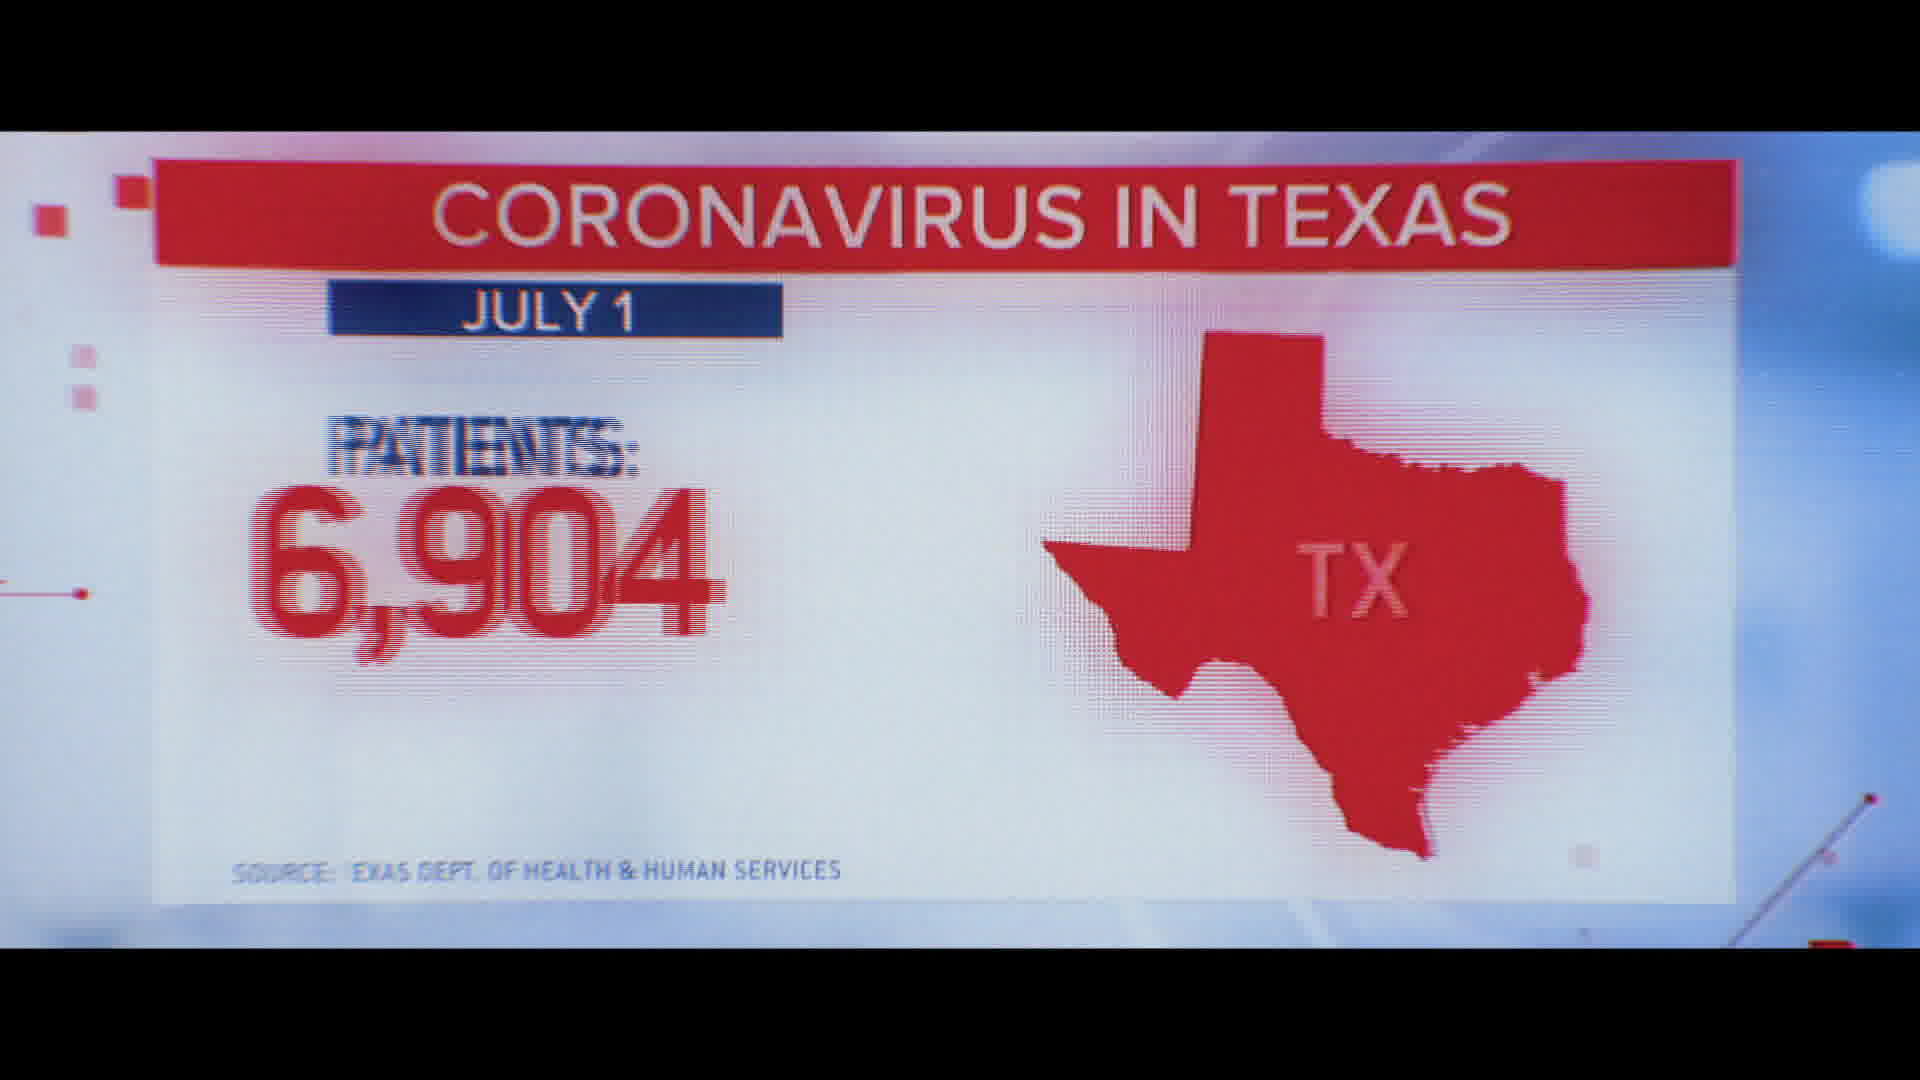 CORONAVIRUS IN TEXAS
JULY 1
PATIENTS:
6,904
TX
SOURCE: EXAS DEPT. OF HEALTH & HUMAN SERVICES